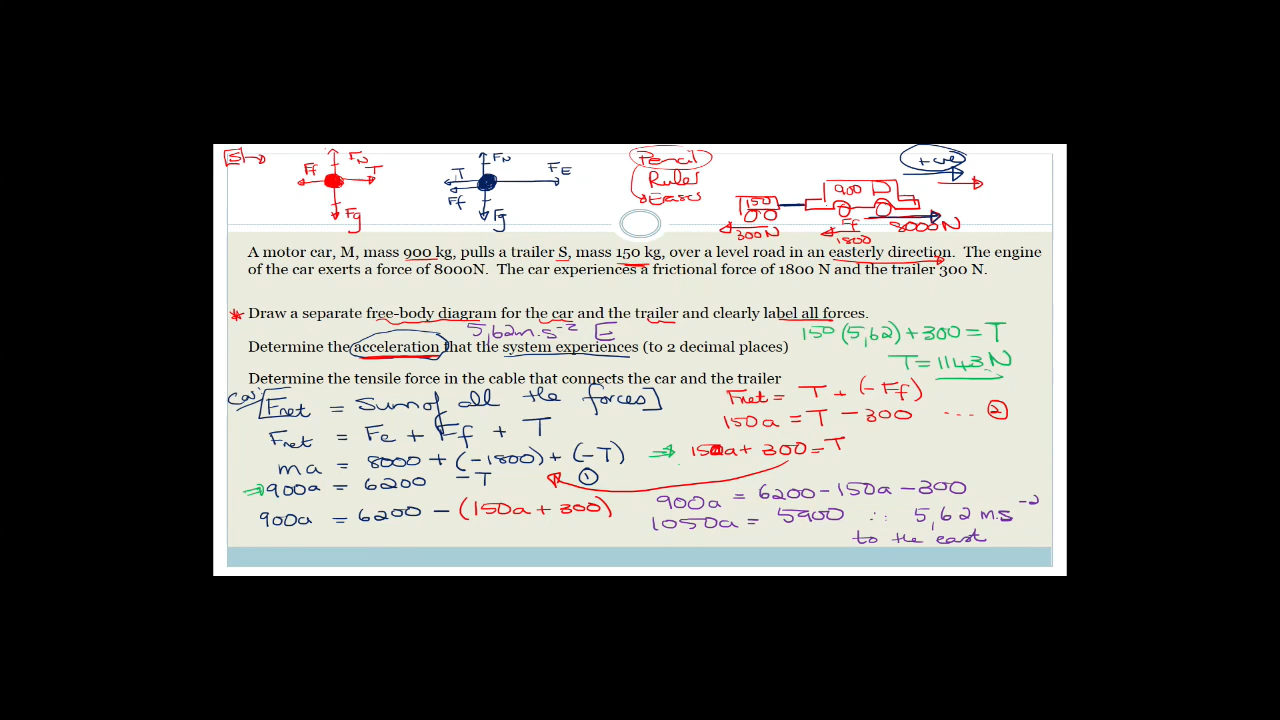 S
Ff FN T Fg
T FN FE Ff Fg
Pencil
Ruler
Eraser
150 900
300N Ff 1800 8000N
+ve
A motor car, M, mass 900 kg, pulls a trailer S, mass 150 kg, over a level road in an easterly direction. The engine
of the car exerts a force of 8000N. The car experiences a frictional force of 1800 N and the trailer 300 N.
* Draw a separate free-body diagram for the car and the trailer and clearly label all forces.
5,62m.s⁻² E
Determine the acceleration that the system experiences (to 2 decimal places)
Determine the tensile force in the cable that connects the car and the trailer
150(5,62)+300=T
T=1143N
Car:
[Fnet = Sum of all the forces]
Fnet = Fe + Ff + T
ma = 8000 + (-1800) + (-T)
⇒ 900a = 6200 - T ①
900a = 6200 - (150a + 300)
Fnet = T + (-Ff)
150a = T - 300 .... ②
⇒ 150a + 300 = T
900a = 6200-150a-300
1050a = 5900 ∴ 5,62 m.s⁻²
to the east